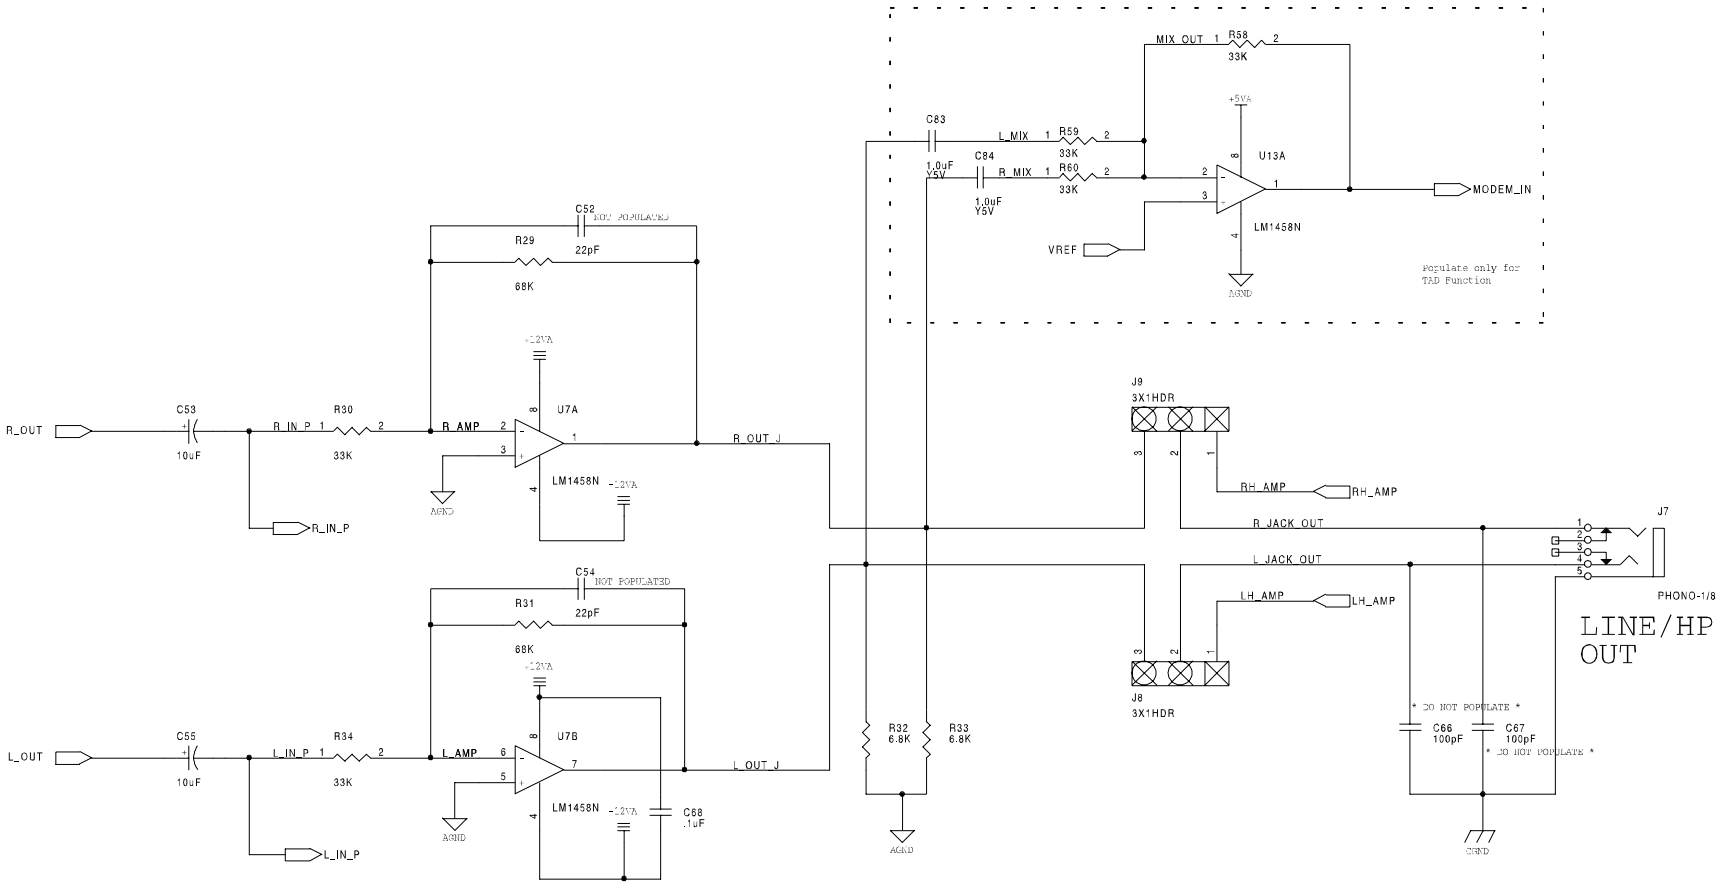 MIX_OUT 1 R58 2
33K
+5VA
C83
L_MIX 1 R59 2
33K
1.0uF
Y5V
C84
R_MIX 1 R60 2
33K
1.0uF
Y5V
8
U13A
2
-
3
+
1
MODEM_IN
4
LM1458N
VREF
AGND
Populate only for
TAD Function
C52
NOT POPULATED
22pF
R29
68K
+12VA
8
U7A
R_OUT
C53
+
10uF
R_IN_P 1 R30 2
33K
R_AMP 2
-
3
+
1
R_OUT_J
4
LM1458N
-12VA
AGND
R_IN_P
J9
3X1HDR
3
2
1
RH_AMP
RH_AMP
R_JACK_OUT
L_JACK_OUT
LH_AMP
LH_AMP
3
2
1
J8
3X1HDR
J7
1
2
3
4
5
PHONO-1/8
LINE/HP
OUT
C54
NOT POPULATED
22pF
R31
68K
+12VA
8
U7B
L_OUT
C55
+
10uF
L_IN_P 1 R34 2
33K
L_AMP 6
-
5
+
7
L_OUT_J
4
LM1458N
-12VA
C68
.1uF
AGND
L_IN_P
R32
6.8K
R33
6.8K
AGND
* DO NOT POPULATE *
C66
100pF
C67
100pF
* DO NOT POPULATE *
CGND